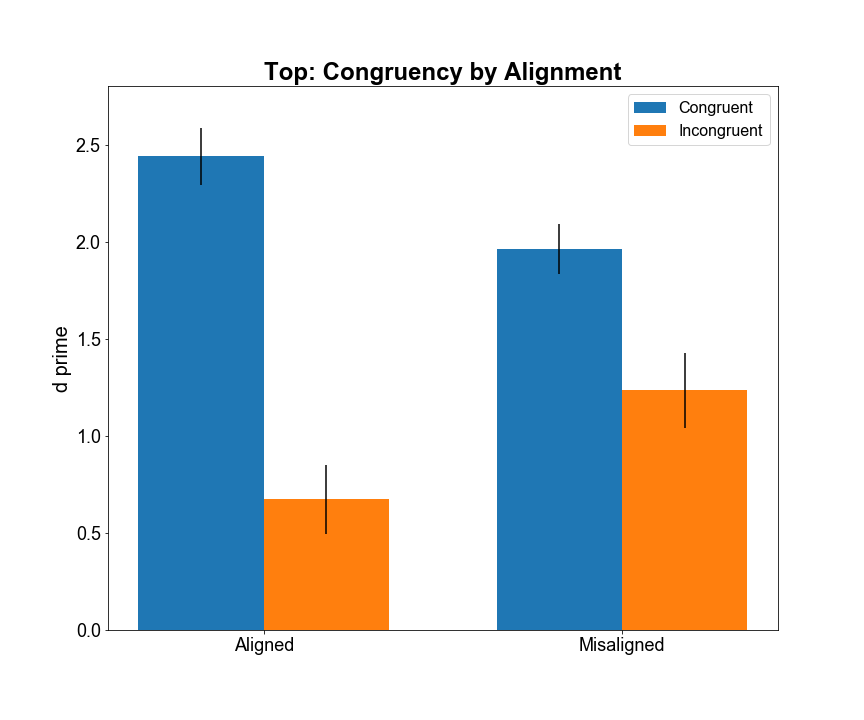 Top: Congruency by Alignment
Congruent
Incongruent
d prime
2.5
2.0
1.5
1.0
0.5
0.0
Aligned
Misaligned